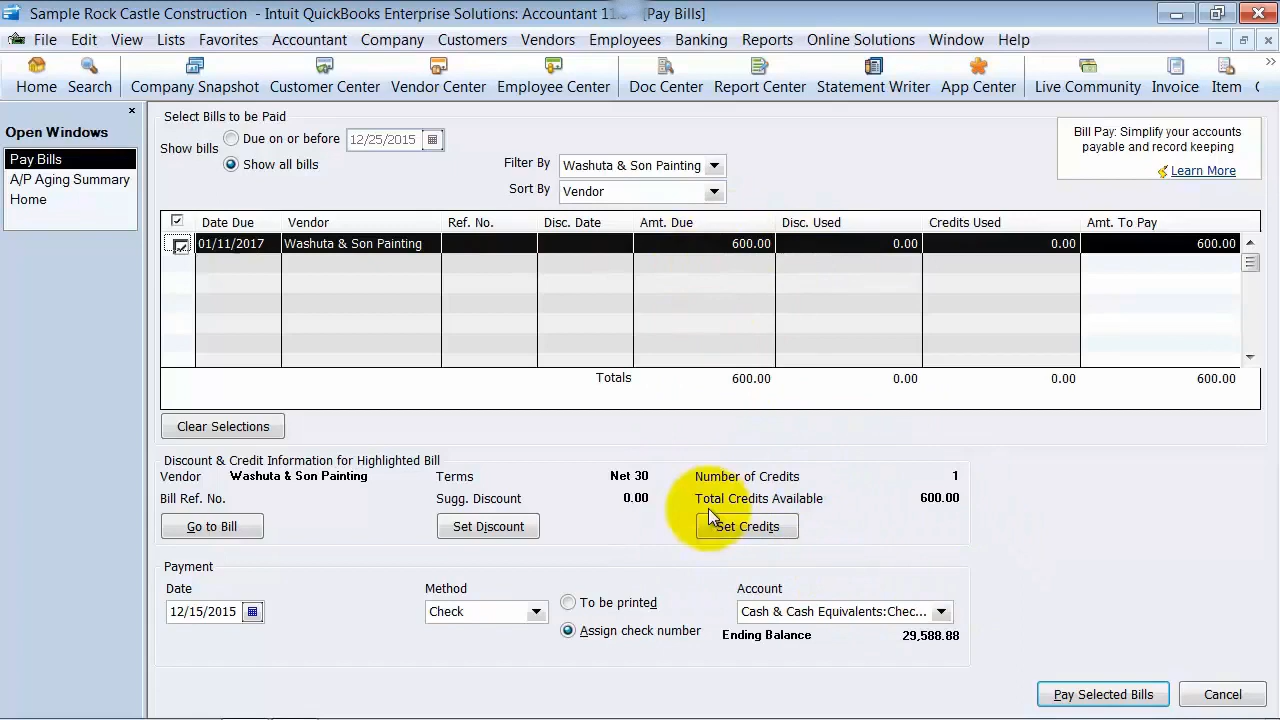 Sample Rock Castle Construction - Intuit QuickBooks Enterprise Solutions: Accountant 11.0 - [Pay Bills]
File Edit View Lists Favorites Accountant Company Customers Vendors Employees Banking Reports Online Solutions Window Help
Home Search Company Snapshot Customer Center Vendor Center Employee Center Doc Center Report Center Statement Writer App Center Live Community Invoice Item
Open Windows
Pay Bills
A/P Aging Summary
Home
Select Bills to be Paid
Show bills
Due on or before 12/25/2015
Show all bills
Filter By Washuta & Son Painting
Sort By Vendor
Bill Pay: Simplify your accounts
payable and record keeping
Learn More
Date Due Vendor Ref. No. Disc. Date Amt. Due Disc. Used Credits Used Amt. To Pay
01/11/2017 Washuta & Son Painting 600.00 0.00 0.00 600.00
Totals 600.00 0.00 0.00 600.00
Clear Selections
Discount & Credit Information for Highlighted Bill
Vendor Washuta & Son Painting Terms Net 30 Number of Credits 1
Bill Ref. No. Sugg. Discount 0.00 Total Credits Available 600.00
Go to Bill Set Discount Set Credits
Payment
Date Method Account
12/15/2015 Check To be printed Cash & Cash Equivalents:Chec...
Assign check number Ending Balance 29,588.88
Pay Selected Bills Cancel